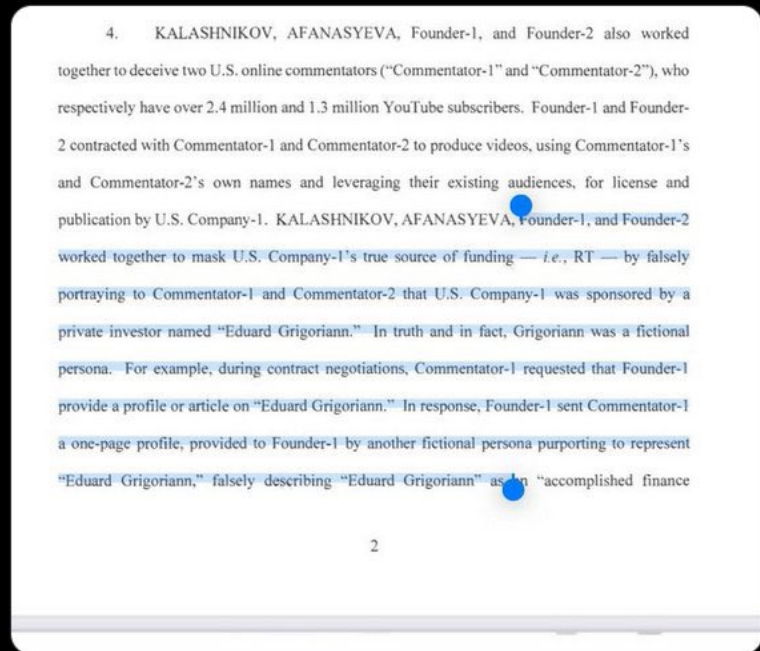 4. KALASHNIKOV, AFANASYEVA, Founder-1, and Founder-2 also worked
together to deceive two U.S. online commentators (“Commentator-1” and “Commentator-2”), who
respectively have over 2.4 million and 1.3 million YouTube subscribers. Founder-1 and Founder-
2 contracted with Commentator-1 and Commentator-2 to produce videos, using Commentator-1’s
and Commentator-2’s own names and leveraging their existing audiences, for license and
publication by U.S. Company-1. KALASHNIKOV, AFANASYEVA, Founder-1, and Founder-2
worked together to mask U.S. Company-1’s true source of funding — i.e., RT — by falsely
portraying to Commentator-1 and Commentator-2 that U.S. Company-1 was sponsored by a
private investor named “Eduard Grigoriann.” In truth and in fact, Grigoriann was a fictional
persona. For example, during contract negotiations, Commentator-1 requested that Founder-1
provide a profile or article on “Eduard Grigoriann.” In response, Founder-1 sent Commentator-1
a one-page profile, provided to Founder-1 by another fictional persona purporting to represent
“Eduard Grigoriann,” falsely describing “Eduard Grigoriann” as an “accomplished finance
2